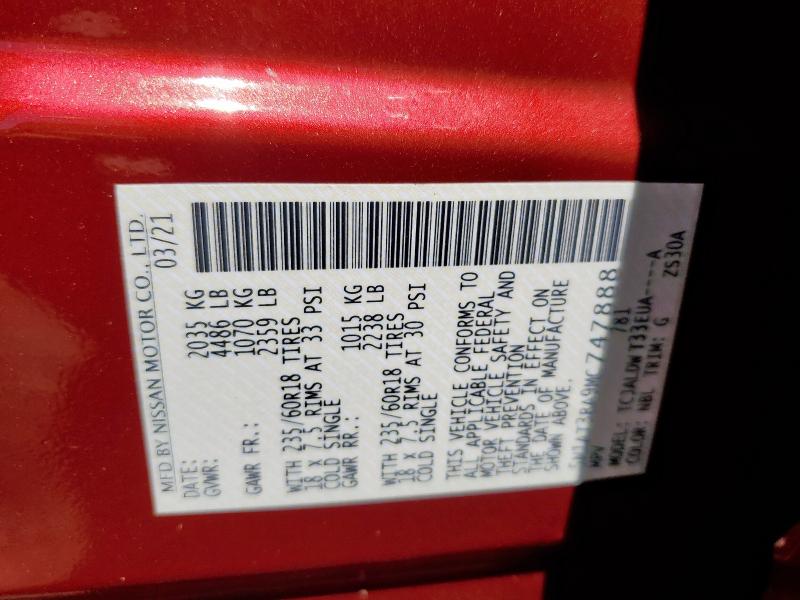 MFD BY NISSAN MOTOR CO., LTD.
DATE: 03/21
GVWR: 2035 KG
4486 LB
GAWR FR.: 1070 KG
2359 LB
WITH 235/60R18 TIRES
18 x 7.5 RIMS AT 33 PSI
COLD SINGLE
GAWR RR.: 1015 KG
2238 LB
WITH 235/60R18 TIRES
18 x 7.5 RIMS AT 30 PSI
COLD SINGLE
THIS VEHICLE CONFORMS TO
ALL APPLICABLE FEDERAL
MOTOR VEHICLE SAFETY AND
THEFT PREVENTION
STANDARDS IN EFFECT ON
THE DATE OF MANUFACTURE
SHOWN ABOVE.
MPV 781
MODEL: TCJALDW T33EUA----A
COLOR: NBL TRIM: G ZS30A